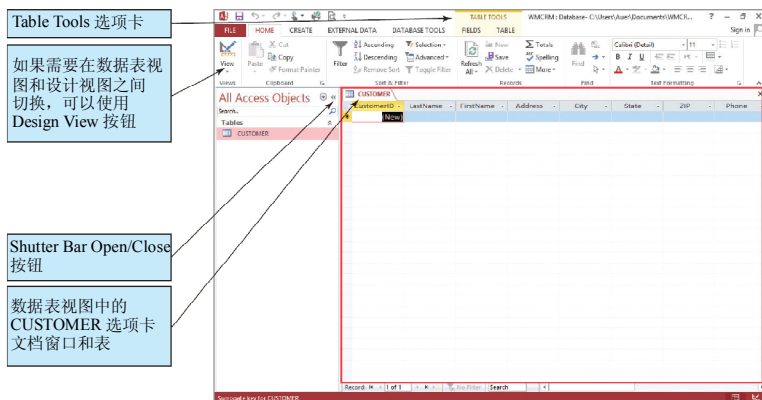 Table Tools 选项卡
如果需要在数据表视
图和设计视图之间
切换，可以使用
Design View 按钮
Shutter Bar Open/Close
按钮
数据表视图中的
CUSTOMER 选项卡
文档窗口和表
TABLE TOOLS WMCRM : Database- C:\Users\Auer\Documents\WMCR... ?
FILE HOME CREATE EXTERNAL DATA DATABASE TOOLS FIELDS TABLE Sign in
View Paste Cut Copy Format Painter
Filter Ascending Descending Remove Sort Selection Advanced Toggle Filter
Refresh All New Save Delete Totals Spelling More
Find Calibri (Detail) 11
B I U
Views Clipboard Sort & Filter Records Find Text Formatting
All Access Objects
Search..
Tables
CUSTOMER
CUSTOMER
CustomerID LastName FirstName Address City State ZIP Phone
(New)
Record: 1 of 1 No Filter Search
Surrogate key for CUSTOMER